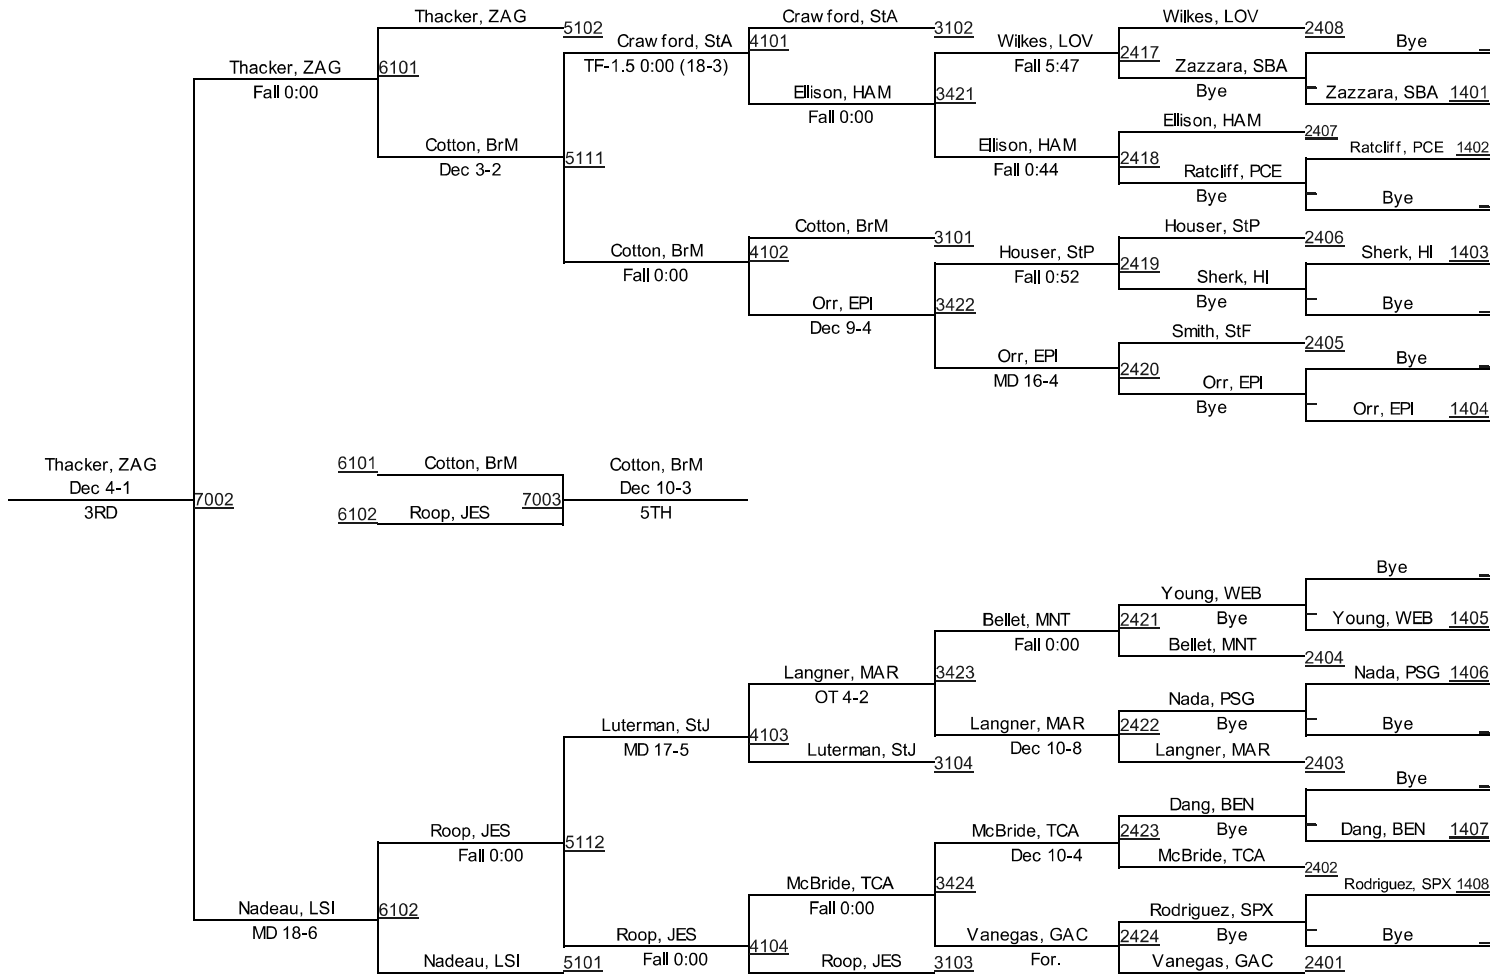 Thacker, ZAG 5102
Crawford, StA 3102
Wilkes, LOV 2408
Bye
Crawford, StA 4101
TF-1.5 0:00 (18-3)
Wilkes, LOV 2417
Fall 5:47
Zazzara, SBA
Bye
Zazzara, SBA 1401
Thacker, ZAG 6101
Fall 0:00
Ellison, HAM 3421
Fall 0:00
Ellison, HAM 2407
Ratcliff, PCE 1402
Cotton, BrM 5111
Dec 3-2
Ellison, HAM 2418
Fall 0:44
Ratcliff, PCE
Bye
Bye
Cotton, BrM 3101
Houser, StP 2406
Sherk, HI 1403
Cotton, BrM 4102
Fall 0:00
Houser, StP 2419
Fall 0:52
Sherk, HI
Bye
Bye
Orr, EPI 3422
Dec 9-4
Smith, StF 2405
Bye
Orr, EPI 2420
MD 16-4
Orr, EPI
Bye
Orr, EPI 1404
Thacker, ZAG
Dec 4-1
7002
3RD
6101 Cotton, BrM
7003
6102 Roop, JES
Cotton, BrM
Dec 10-3
5TH
Bye
Young, WEB
Bye
Young, WEB 1405
Bellet, MNT 2421
Fall 0:00
Bellet, MNT 2404
Langner, MAR 3423
OT 4-2
Nada, PSG 1406
Nada, PSG
Bye
Bye
Luterman, StJ 4103
MD 17-5
Luterman, StJ 3104
Langner, MAR 2422
Dec 10-8
Langner, MAR 2403
Bye
Dang, BEN
Bye
Dang, BEN 1407
Roop, JES 5112
Fall 0:00
McBride, TCA 2423
Dec 10-4
McBride, TCA 2402
McBride, TCA 3424
Fall 0:00
Rodriguez, SPX 1408
Nadeau, LSI 6102
MD 18-6
Rodriguez, SPX
Bye
Bye
Roop, JES 4104
Fall 0:00
Vanegas, GAC 2424
For.
Nadeau, LSI 5101
Roop, JES 3103
Vanegas, GAC 2401